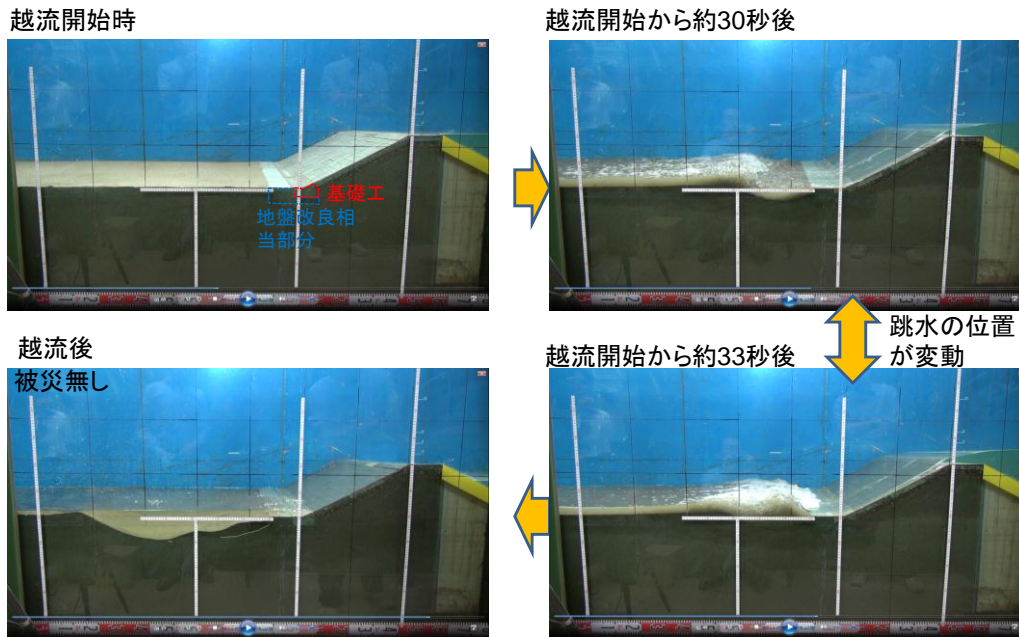 越流開始時
越流開始から約30秒後
基礎工
地盤改良相
当部分
跳水の位置
が変動
越流後
被災無し
越流開始から約33秒後